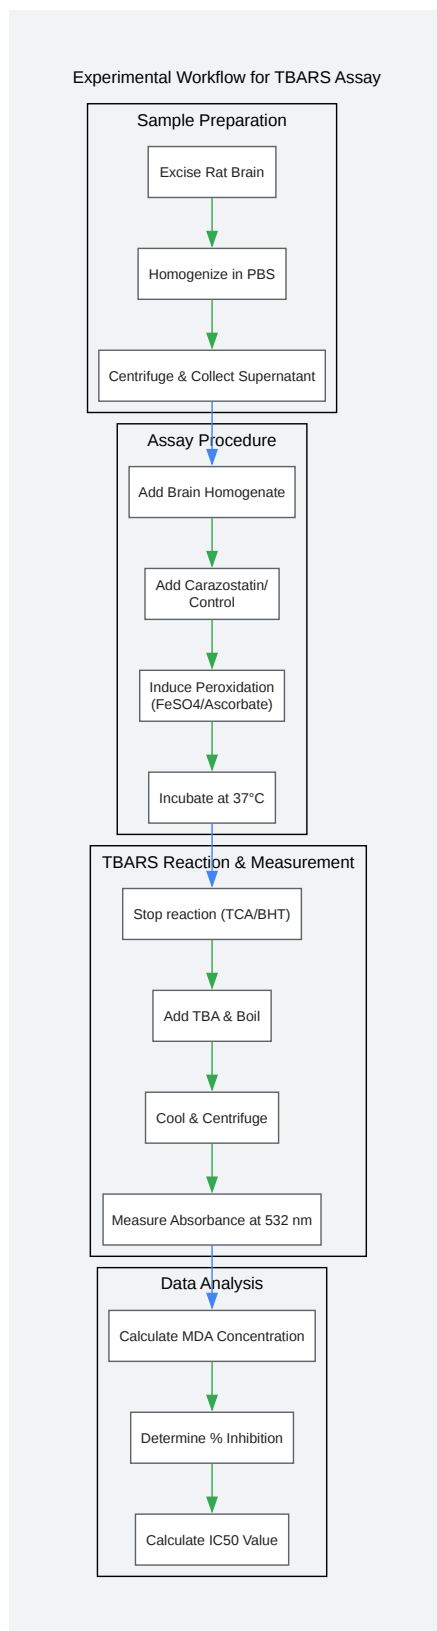 Experimental Workflow for TBARS Assay
Sample Preparation
Excise Rat Brain
Homogenize in PBS
Centrifuge & Collect Supernatant
Assay Procedure
Add Brain Homogenate
Add Carazostatin/
Control
Induce Peroxidation
(FeSO4/Ascorbate)
Incubate at 37°C
TBARS Reaction & Measurement
Stop reaction (TCA/BHT)
Add TBA & Boil
Cool & Centrifuge
Measure Absorbance at 532 nm
Data Analysis
Calculate MDA Concentration
Determine % Inhibition
Calculate IC50 Value